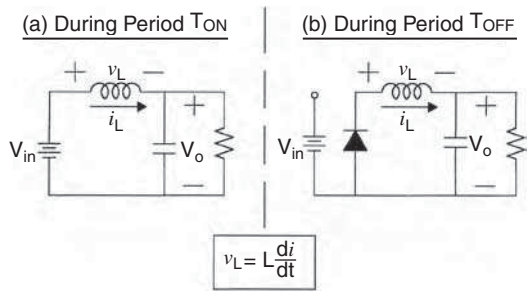 (a) During Period TON
(b) During Period TOFF
+ vL −
iL
+
Vin
Vo
−
+ vL −
iL
+
Vin
Vo
−
vL = L di/dt